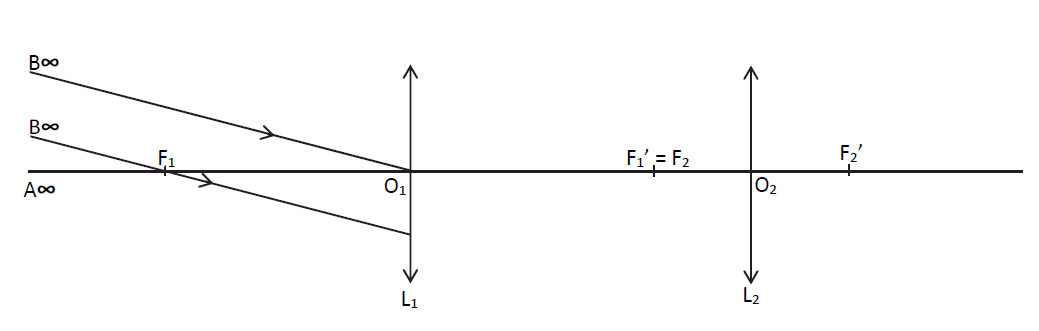 B∞
B∞
F₁
F₁’ = F₂
F₂’
A∞
O₁
O₂
L₁
L₂